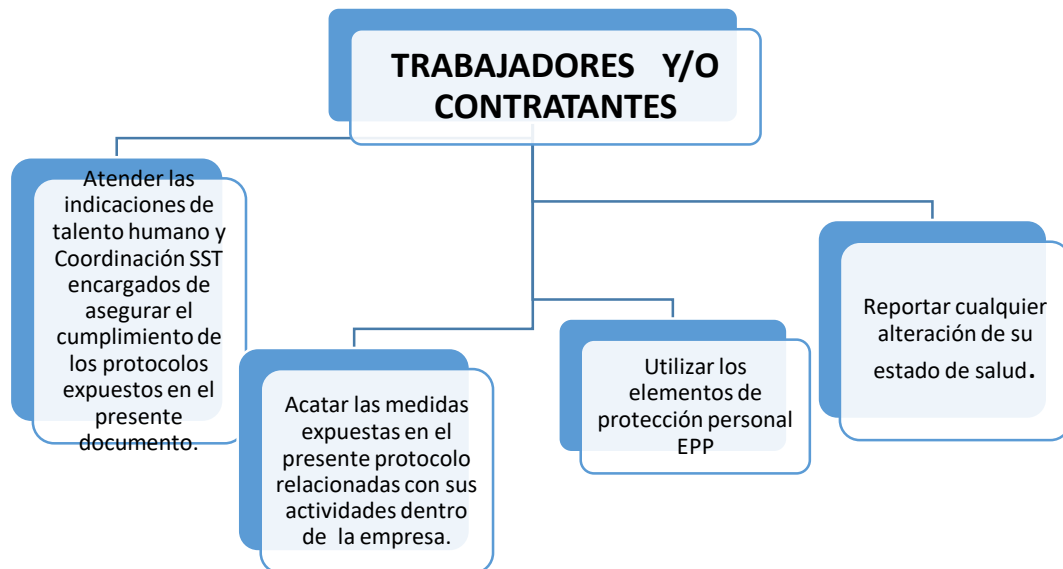 TRABAJADORES Y/O
CONTRATANTES
Atender las
indicaciones de
talento humano y
Coordinación SST
encargados de
asegurar el
cumplimiento de
los protocolos
expuestos en el
presente
documento.
Acatar las medidas
expuestas en el
presente protocolo
relacionadas con sus
actividades dentro
de la empresa.
Utilizar los
elementos de
protección personal
EPP
Reportar cualquier
alteración de su
estado de salud.